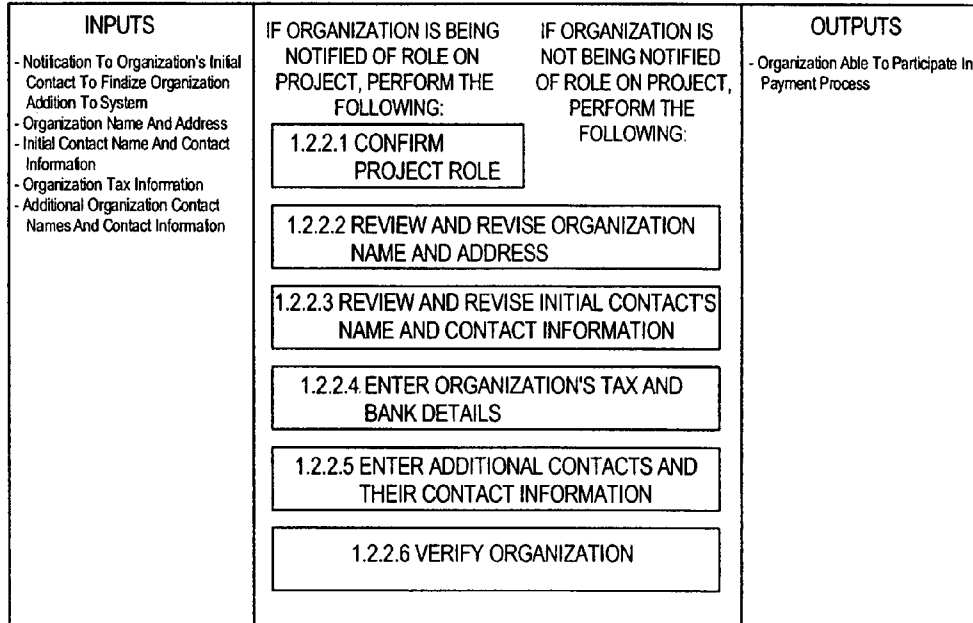 INPUTS
- Notification To Organization's Initial
Contact To Finalize Organization
Addition To System
- Organization Name And Address
- Initial Contact Name And Contact
Information
- Organization Tax Information
- Additional Organization Contact
Names And Contact Information
IF ORGANIZATION IS BEING
NOTIFIED OF ROLE ON
PROJECT, PERFORM THE
FOLLOWING:
IF ORGANIZATION IS
NOT BEING NOTIFIED
OF ROLE ON PROJECT,
PERFORM THE
FOLLOWING:
1.2.2.1 CONFIRM
PROJECT ROLE
1.2.2.2 REVIEW AND REVISE ORGANIZATION
NAME AND ADDRESS
1.2.2.3 REVIEW AND REVISE INITIAL CONTACT'S
NAME AND CONTACT INFORMATION
1.2.2.4 ENTER ORGANIZATION'S TAX AND
BANK DETAILS
1.2.2.5 ENTER ADDITIONAL CONTACTS AND
THEIR CONTACT INFORMATION
1.2.2.6 VERIFY ORGANIZATION
OUTPUTS
- Organization Able To Participate In
Payment Process